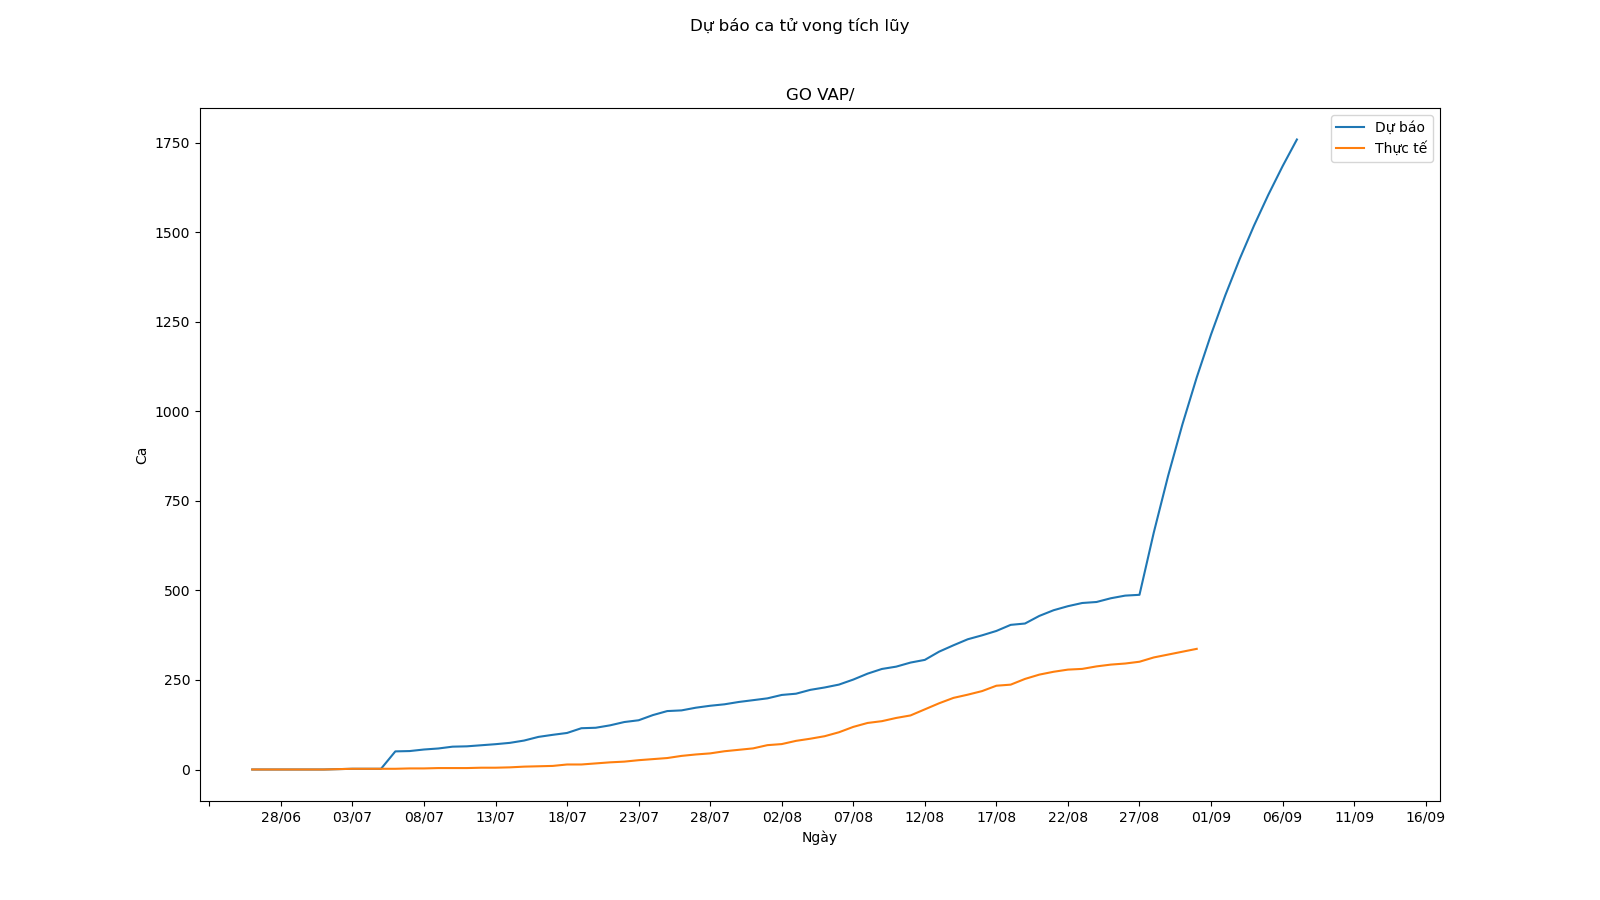 Dự báo ca tử vong tích lũy
GO VAP/
Dự báo
Thực tế
1750
1500
1250
1000
750
500
250
0
Ca
28/06 03/07 08/07 13/07 18/07 23/07 28/07 02/08 07/08 12/08 17/08 22/08 27/08 01/09 06/09 11/09 16/09
Ngày